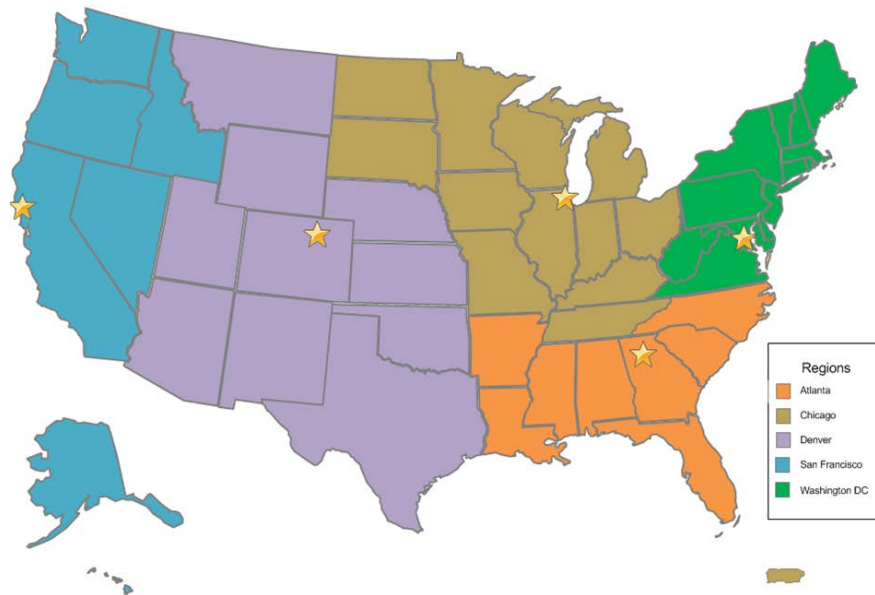 Regions
Atlanta
Chicago
Denver
San Francisco
Washington DC